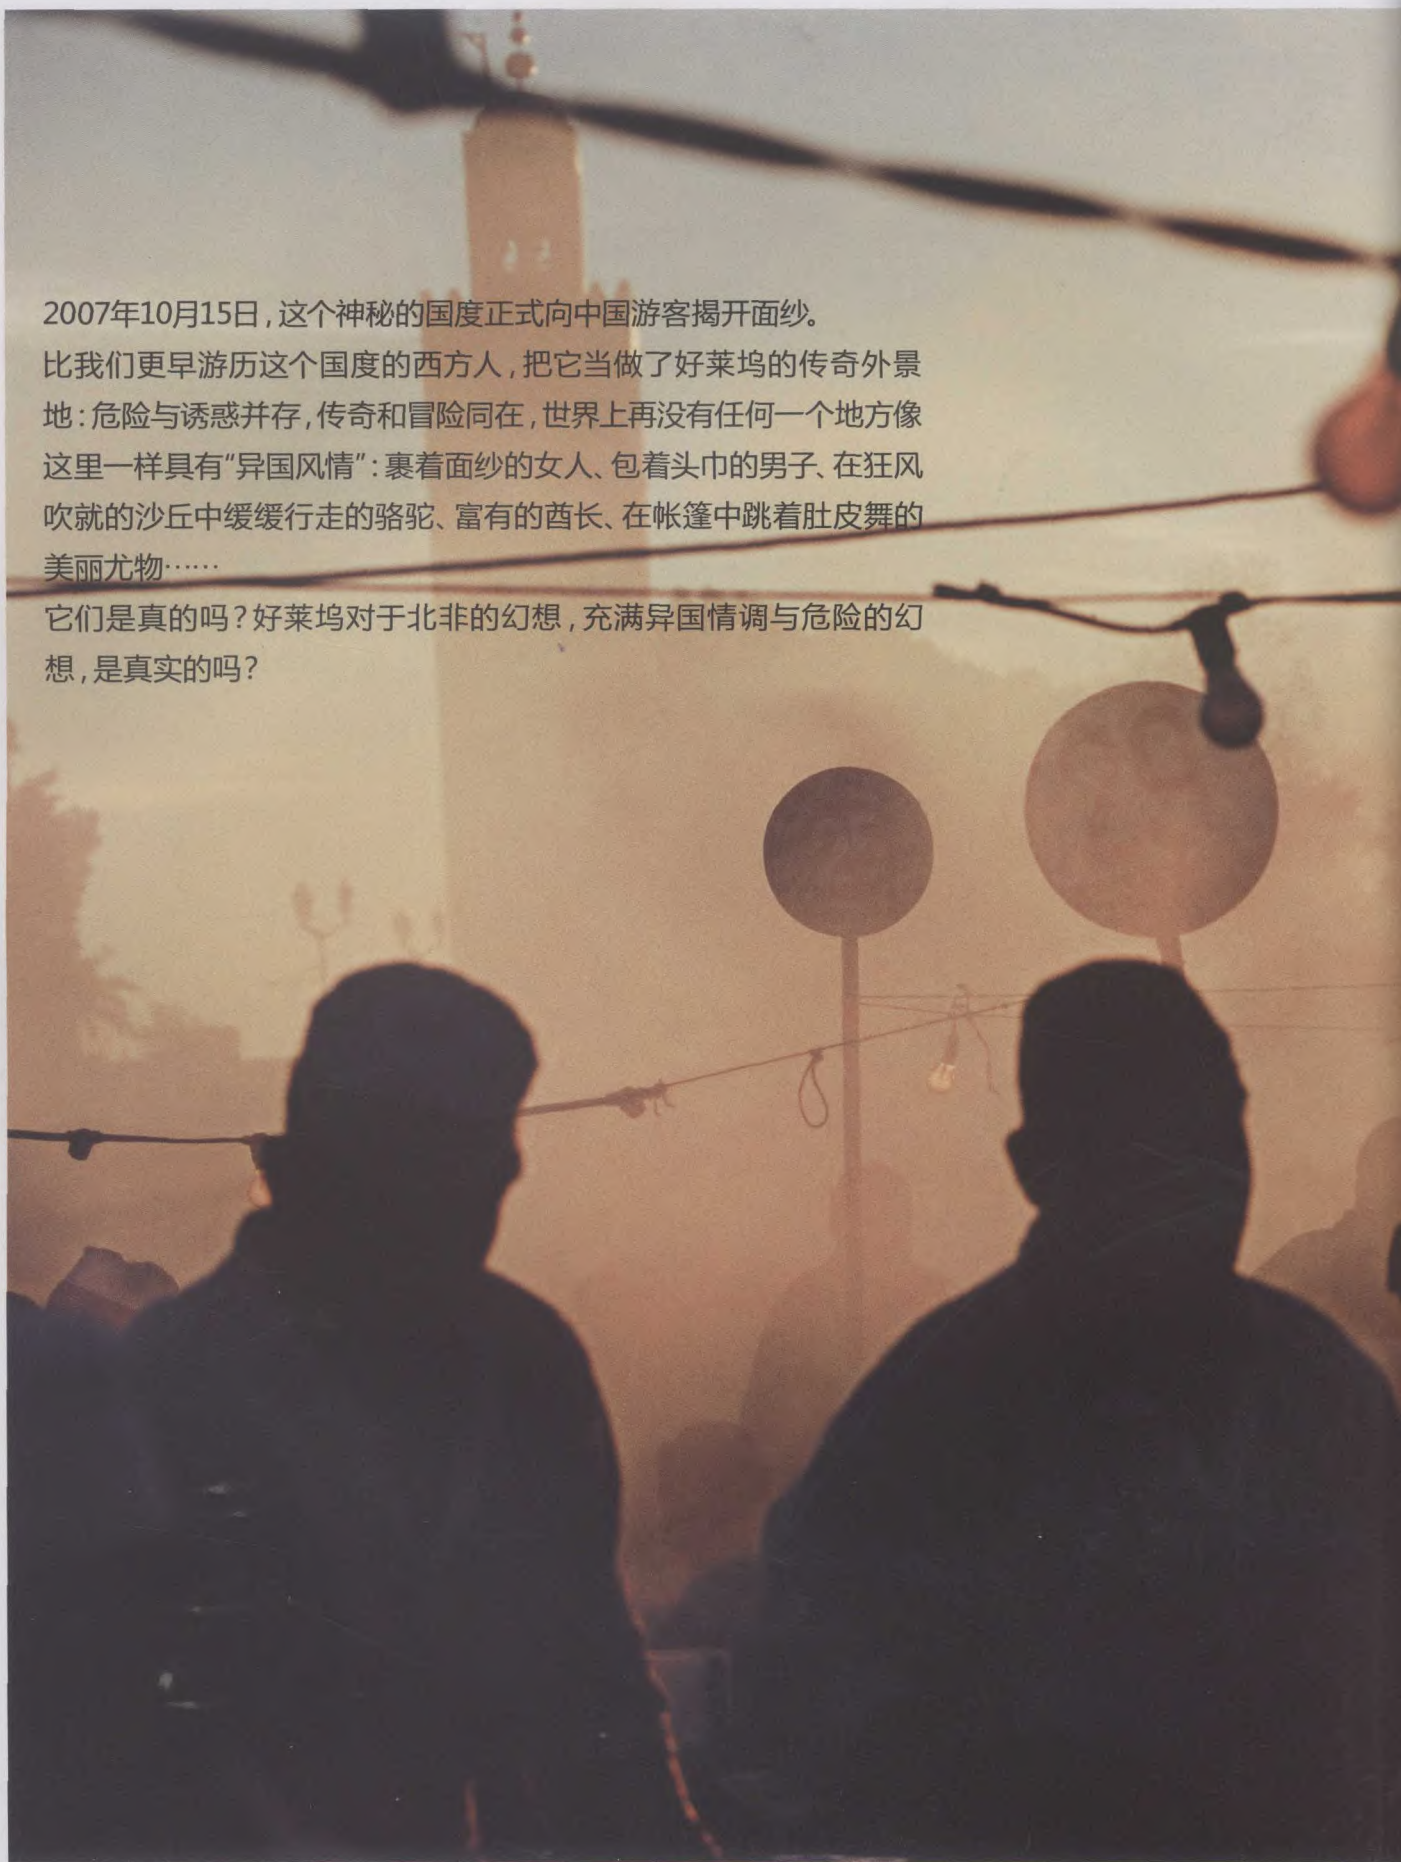 2007年10月15日,这个神秘的国度正式向中国游客揭开面纱。
比我们更早游历这个国度的西方人,把它当做了好莱坞的传奇外景
地:危险与诱惑并存,传奇和冒险同在,世界上再没有任何一个地方像
这里一样具有“异国风情”:裹着面纱的女人、包着头巾的男子、在狂风
吹就的沙丘中缓缓行走的骆驼、富有的酋长、在帐篷中跳着肚皮舞的
美丽尤物……
它们是真的吗?好莱坞对于北非的幻想,充满异国情调与危险的幻
想,是真实的吗?